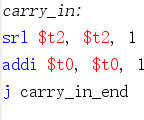 carry_in:
srl $t2, $t2, 1
addi $t0, $t0, 1
j carry_in_end